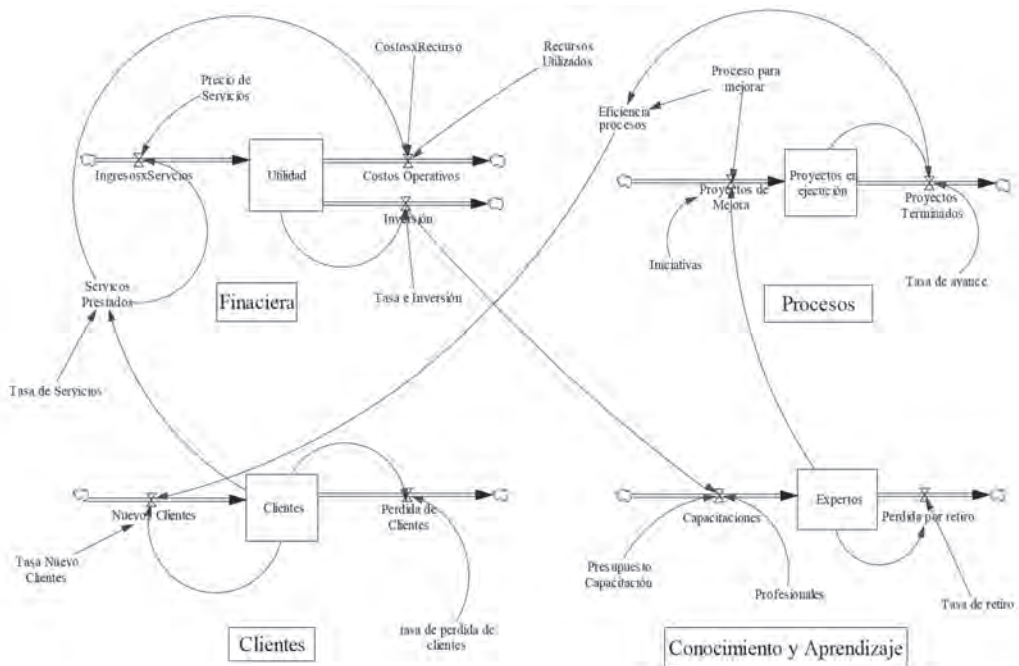 CostosxRecurso
Recursos
Utilizados
Precio de
Servicios
IngresosxServcios
Utilidad
Costos Operativos
Inversión
Servicos
Prestados
Tasa e Inversión
Finaciera
Tasa de Servicios
Proceso para
mejorar
Eficiencia
procesos
Proyectos de
Mejora
Proyectos en
ejecución
Proyectos
Terminados
Iniciativas
Tasa de avance
Procesos
Nuevos Clientes
Clientes
Perdida de
Clientes
Tasa Nuevo
Clientes
tasa de perdida de
clientes
Clientes
Capacitaciones
Expertos
Perdida por retiro
Presupuesto
Capacitación
Profesionales
Tasa de retiro
Conocimiento y Aprendizaje